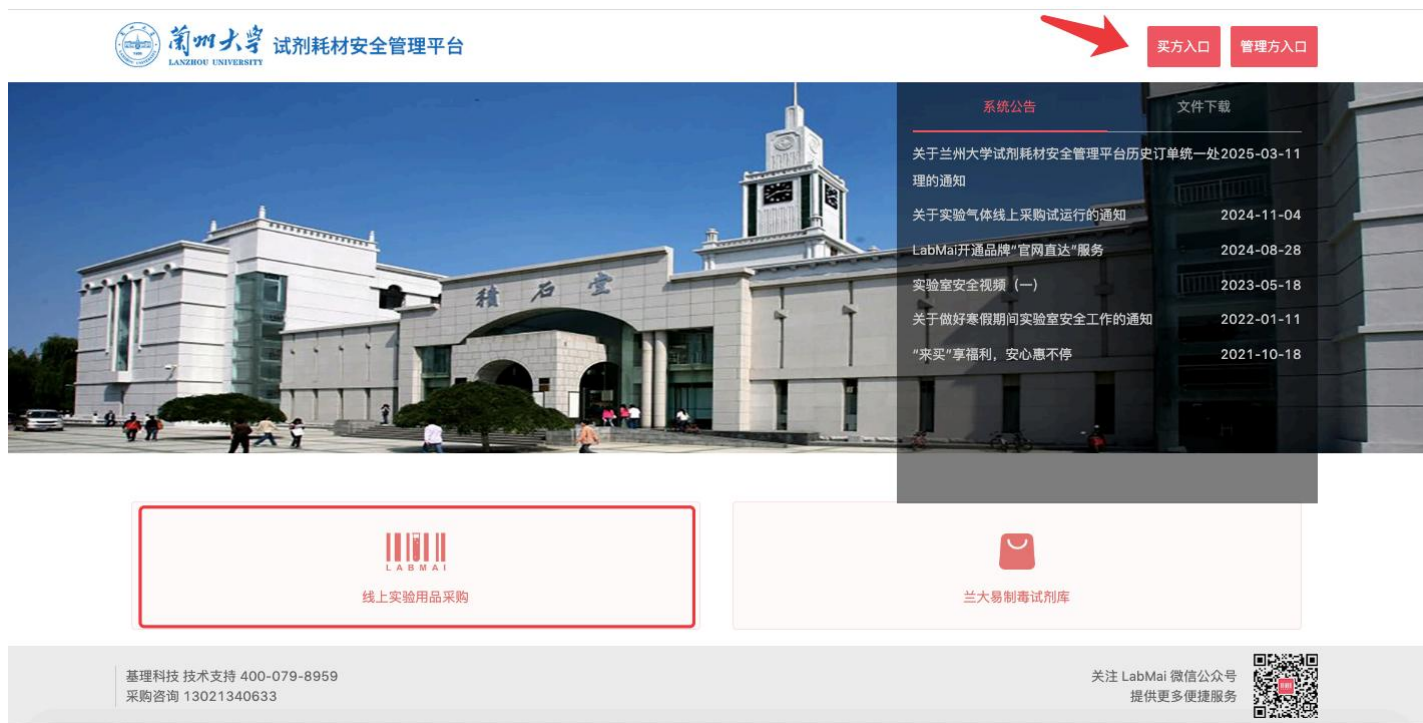 蘭州大学
LANZHOU UNIVERSITY
试剂耗材安全管理平台
买方入口 管理方入口
系统公告 文件下载
关于兰州大学试剂耗材安全管理平台历史订单统一处2025-03-11
理的通知
关于实验气体线上采购试运行的通知 2024-11-04
LabMai开通品牌“官网直达”服务 2024-08-28
实验室安全视频（一） 2023-05-18
关于做好寒假期间实验室安全工作的通知 2022-01-11
"来买"享福利，安心惠不停 2021-10-18
積石堂
LABMAI
线上实验用品采购
兰大易制毒试剂库
基理科技 技术支持 400-079-8959
采购咨询 13021340633
关注 LabMai 微信公众号
提供更多便捷服务